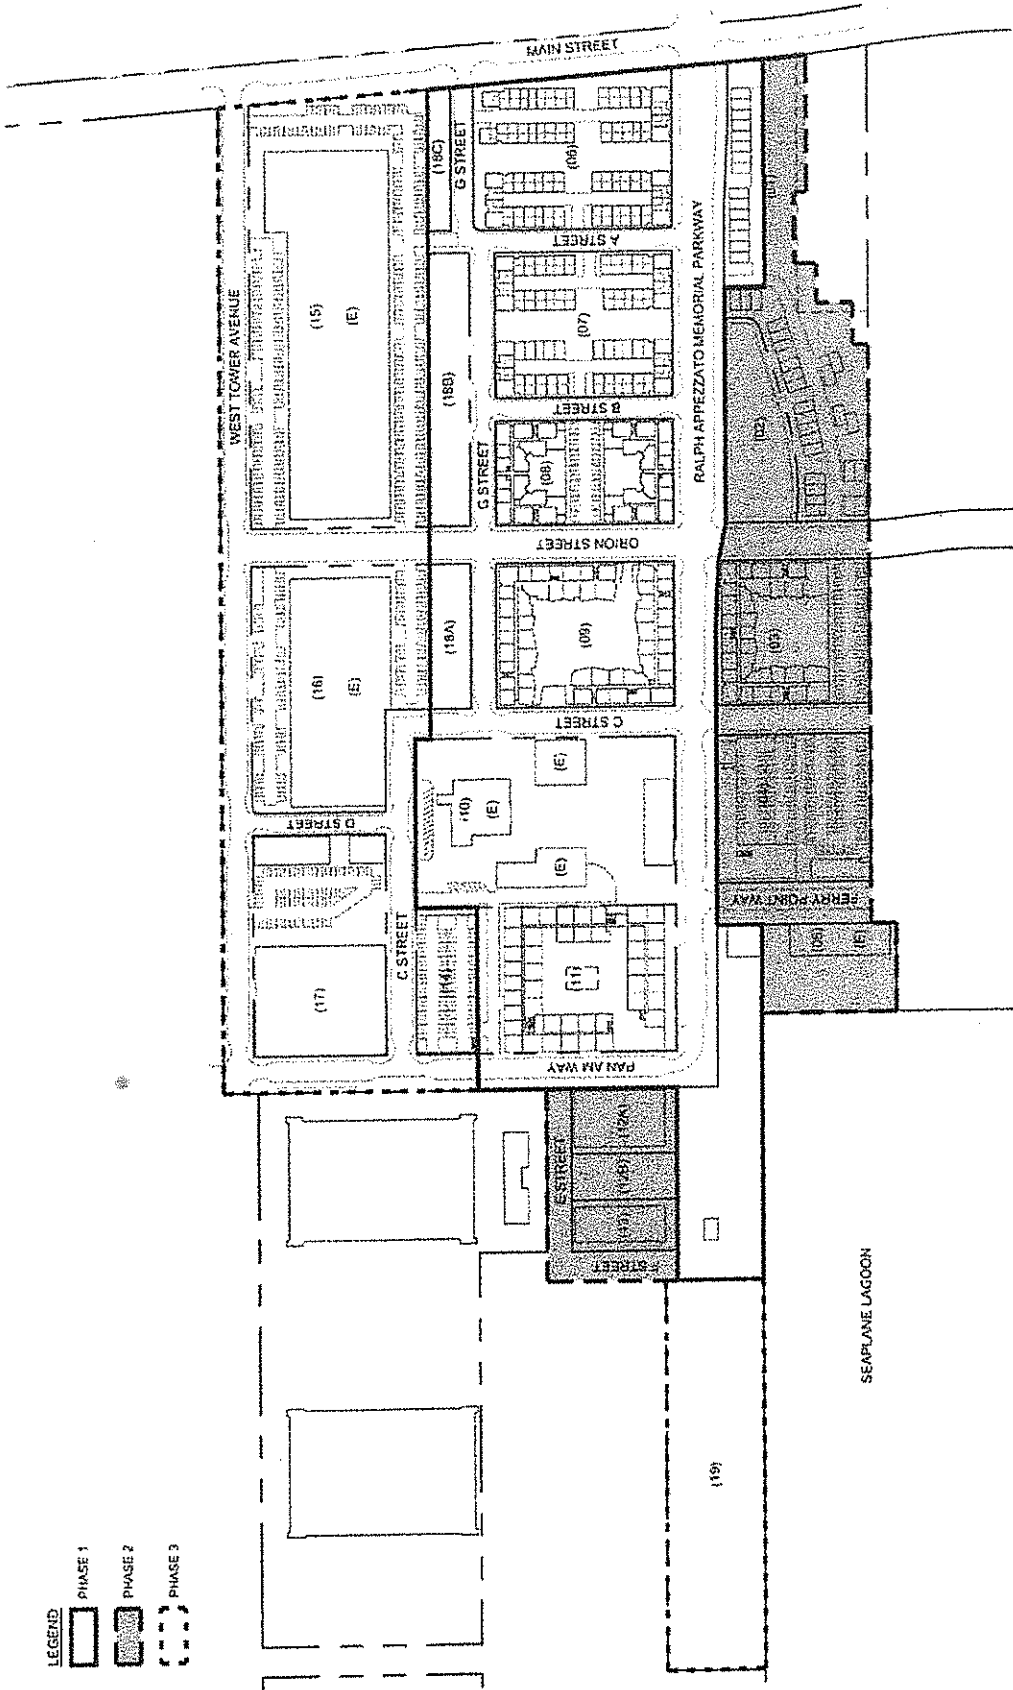 MAIN STREET
WEST TOWER AVENUE
(15)
(E)
(18C)
G STREET
(06)
A STREET
RALPH APPEZZATO MEMORIAL PARKWAY
(18B)
(07)
B STREET
G STREET
(08)
(02)
ORION STREET
(16)
(E)
(18A)
(09)
(03)
C STREET
D STREET
(10)
(E)
(E)
(E)
FERRY POINT WAY
(17)
C STREET
(11)
(05)
(E)
PAN AM WAY
E STREET
(12A)
(12B)
(13)
F STREET
SEAPLANE LAGOON
(19)
LEGEND
PHASE 1
PHASE 2
PHASE 3